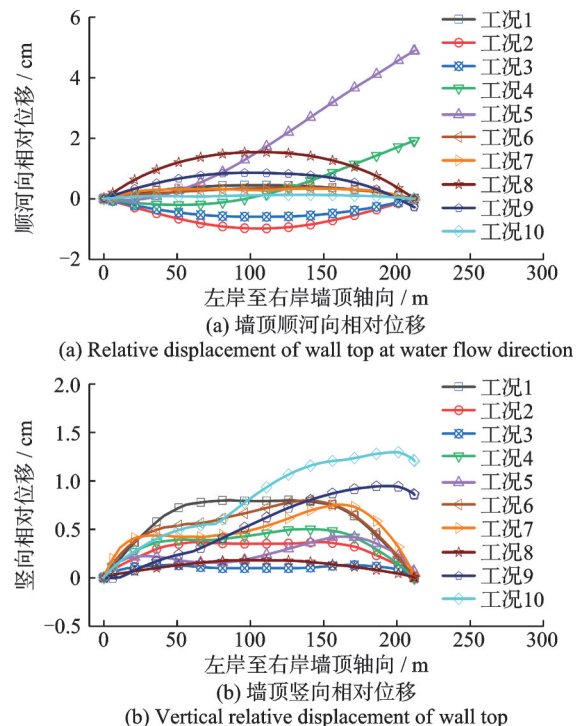 6
4
2
0
−2
顺河向相对位移 / cm
工况1
工况2
工况3
工况4
工况5
工况6
工况7
工况8
工况9
工况10
0 50 100 150 200 250 300
左岸至右岸墙顶轴向 / m
(a) 墙顶顺河向相对位移
(a) Relative displacement of wall top at water flow direction
2.0
1.5
1.0
0.5
0
−0.5
竖向相对位移 / cm
工况1
工况2
工况3
工况4
工况5
工况6
工况7
工况8
工况9
工况10
0 50 100 150 200 250 300
左岸至右岸墙顶轴向 / m
(b) 墙顶竖向相对位移
(b) Vertical relative displacement of wall top